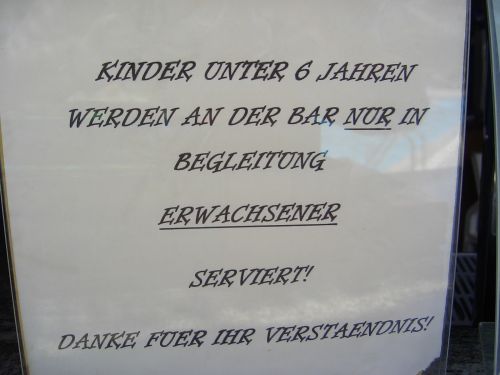 KINDER UNTER 6 JAHREN
WERDEN AN DER BAR NUR IN
BEGLEITUNG
ERWACHSENER
SERVIERT!
DANKE FUER IHR VERSTAENDNIS!